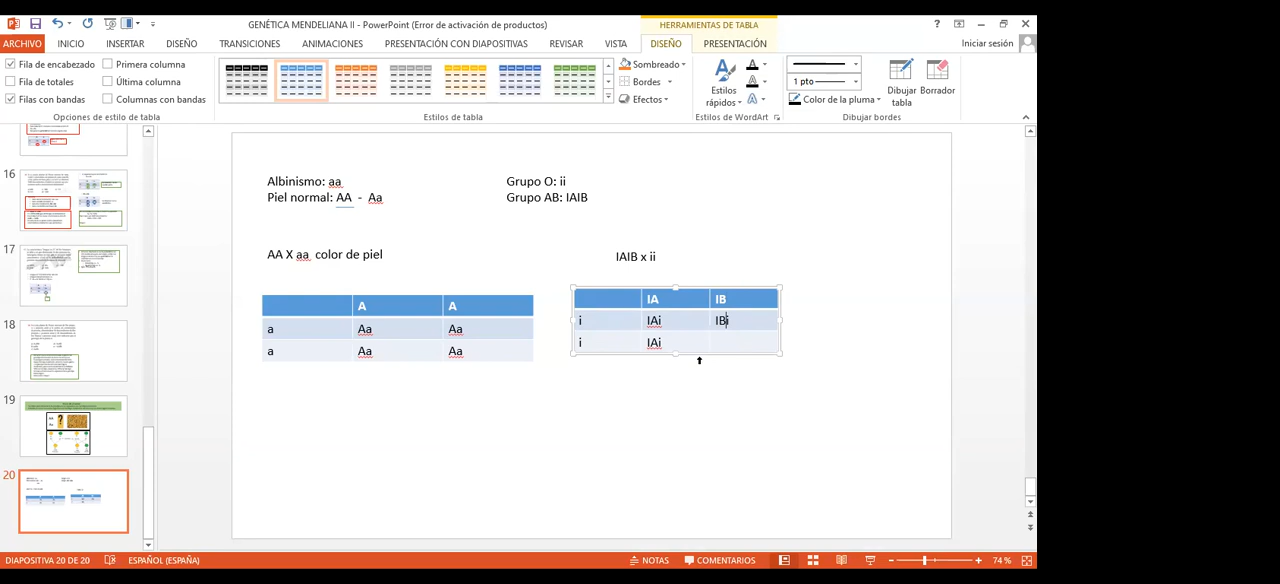 GENÉTICA MENDELIANA II - PowerPoint (Error de activación de productos)
HERRAMIENTAS DE TABLA
ARCHIVO INICIO INSERTAR DISEÑO TRANSICIONES ANIMACIONES PRESENTACIÓN CON DIAPOSITIVAS REVISAR VISTA DISEÑO PRESENTACIÓN Iniciar sesión
Fila de encabezado Primera columna
Fila de totales Última columna
Filas con bandas Columnas con bandas
Opciones de estilo de tabla
Estilos de tabla
Sombreado
Bordes
Efectos
Estilos rápidos
Estilos de WordArt
1 pto
Color de la pluma
Dibujar tabla
Borrador
Dibujar bordes
16
17
18
19
20
Albinismo: aa
Piel normal: AA - Aa
Grupo O: ii
Grupo AB: IAIB
AA X aa color de piel
IAIB x ii
A A
a Aa Aa
a Aa Aa
IA IB
i IAi IBi
i IAi
DIAPOSITIVA 20 DE 20 ESPAÑOL (ESPAÑA) NOTAS COMENTARIOS 74 %